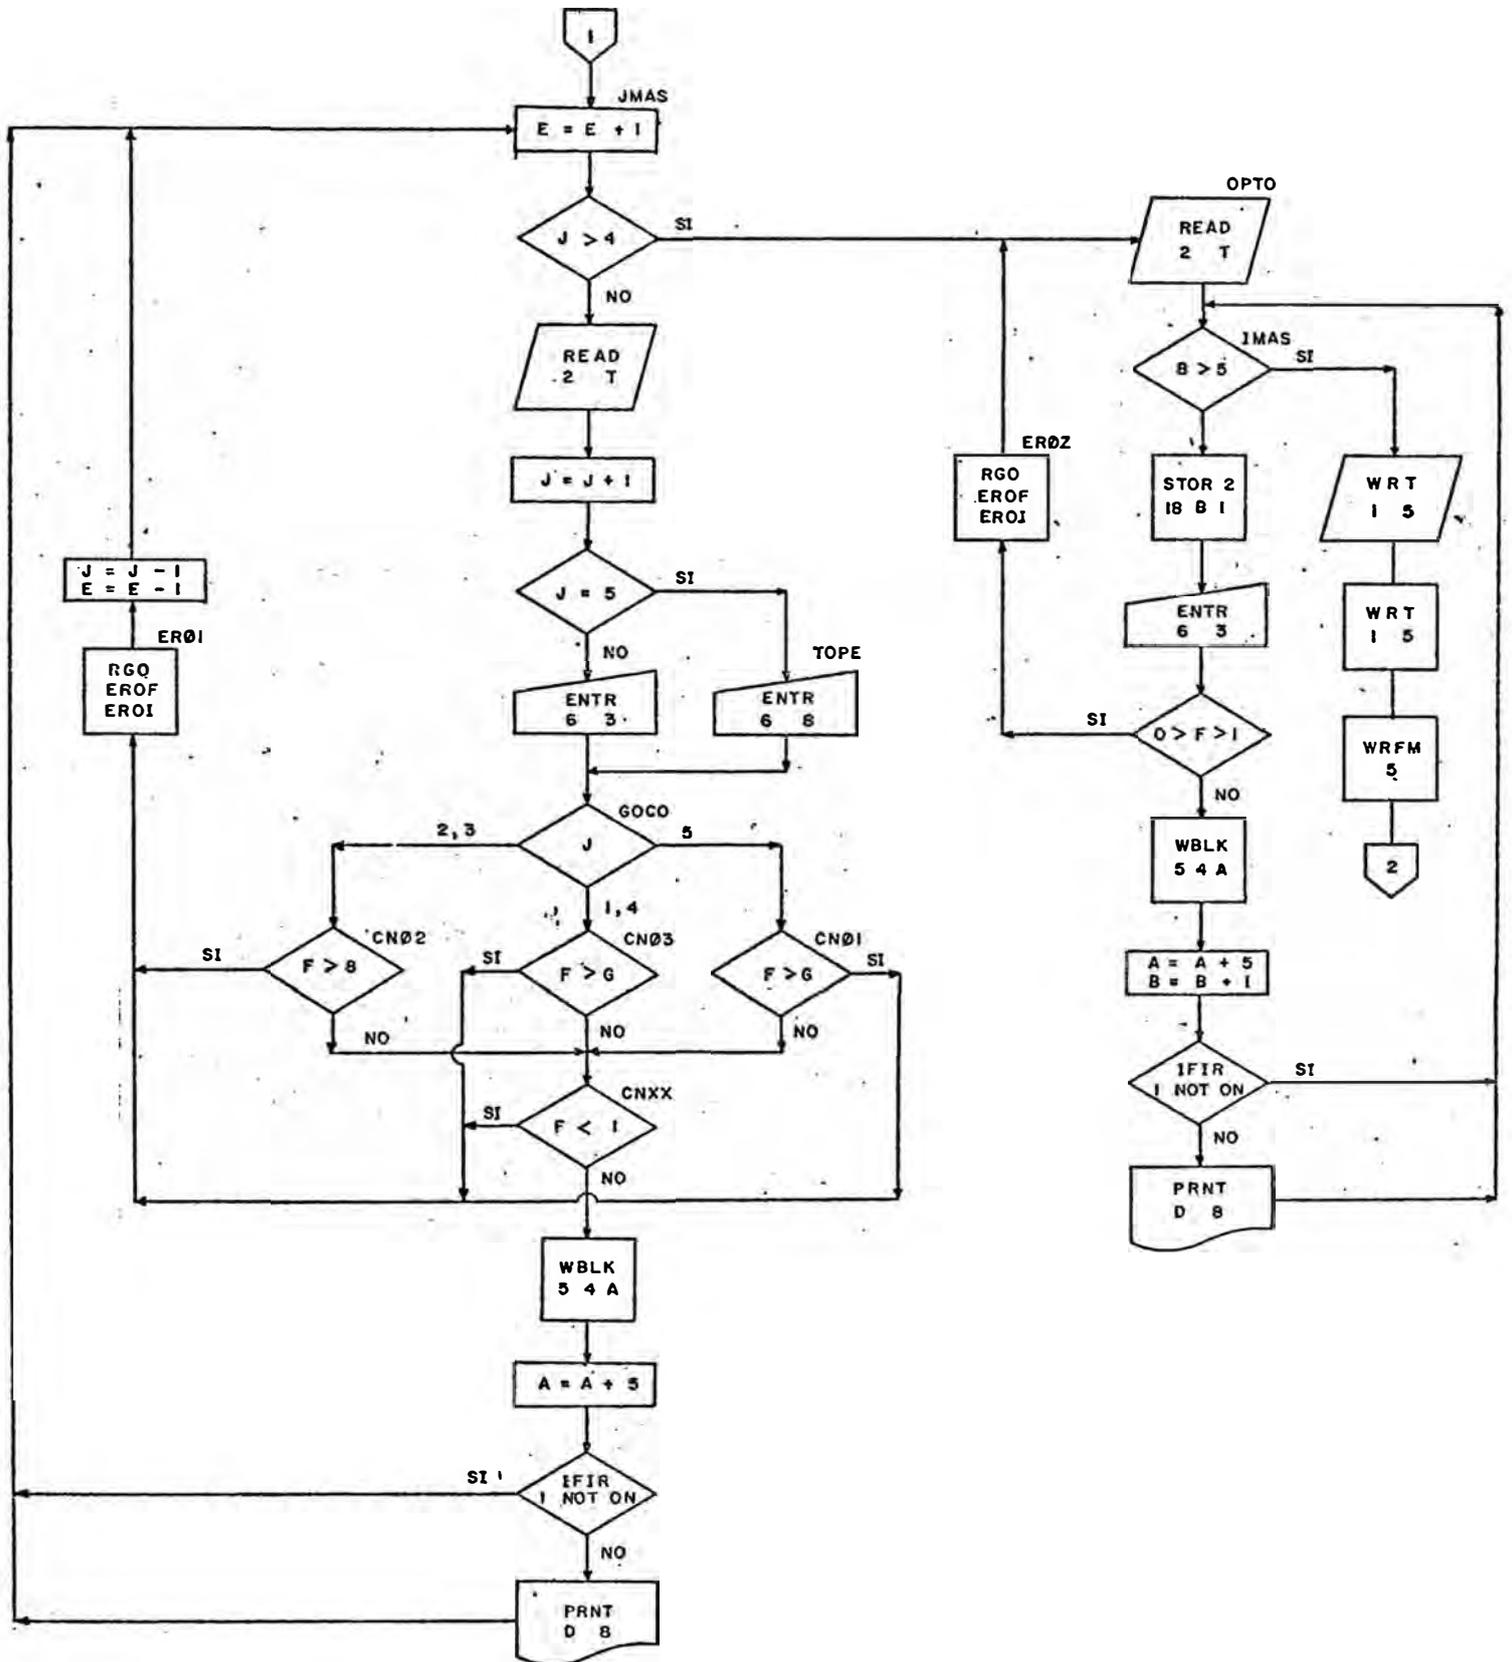 1
JMAS
E = E + 1
J > 4
SI
NO
READ
2 T
J = J + 1
J = 5
SI
NO
TOPE
ENTR
6 3
ENTR
6 8
GOCO
J
2, 3
5
1, 4
CNØ2
F > 8
SI
NO
CNØ3
F > G
SI
NO
CNØ1
F > G
SI
NO
CNXX
F < 1
SI
NO
WBLK
5 4 A
A = A + 5
IFIR
1 NOT ON
SI
NO
PRNT
D 8
J = J - 1
E = E - 1
ERØ1
RGO
EROF
EROI
OPTO
READ
2 T
IMAS
B > 5
SI
ERØZ
RGO
EROF
EROI
STOR 2
18 B 1
WRT
1 5
ENTR
6 3
WRT
1 5
O > F > 1
SI
NO
WRFM
5
2
WBLK
5 4 A
A = A + 5
B = B + 1
IFIR
1 NOT ON
SI
NO
PRNT
D 8